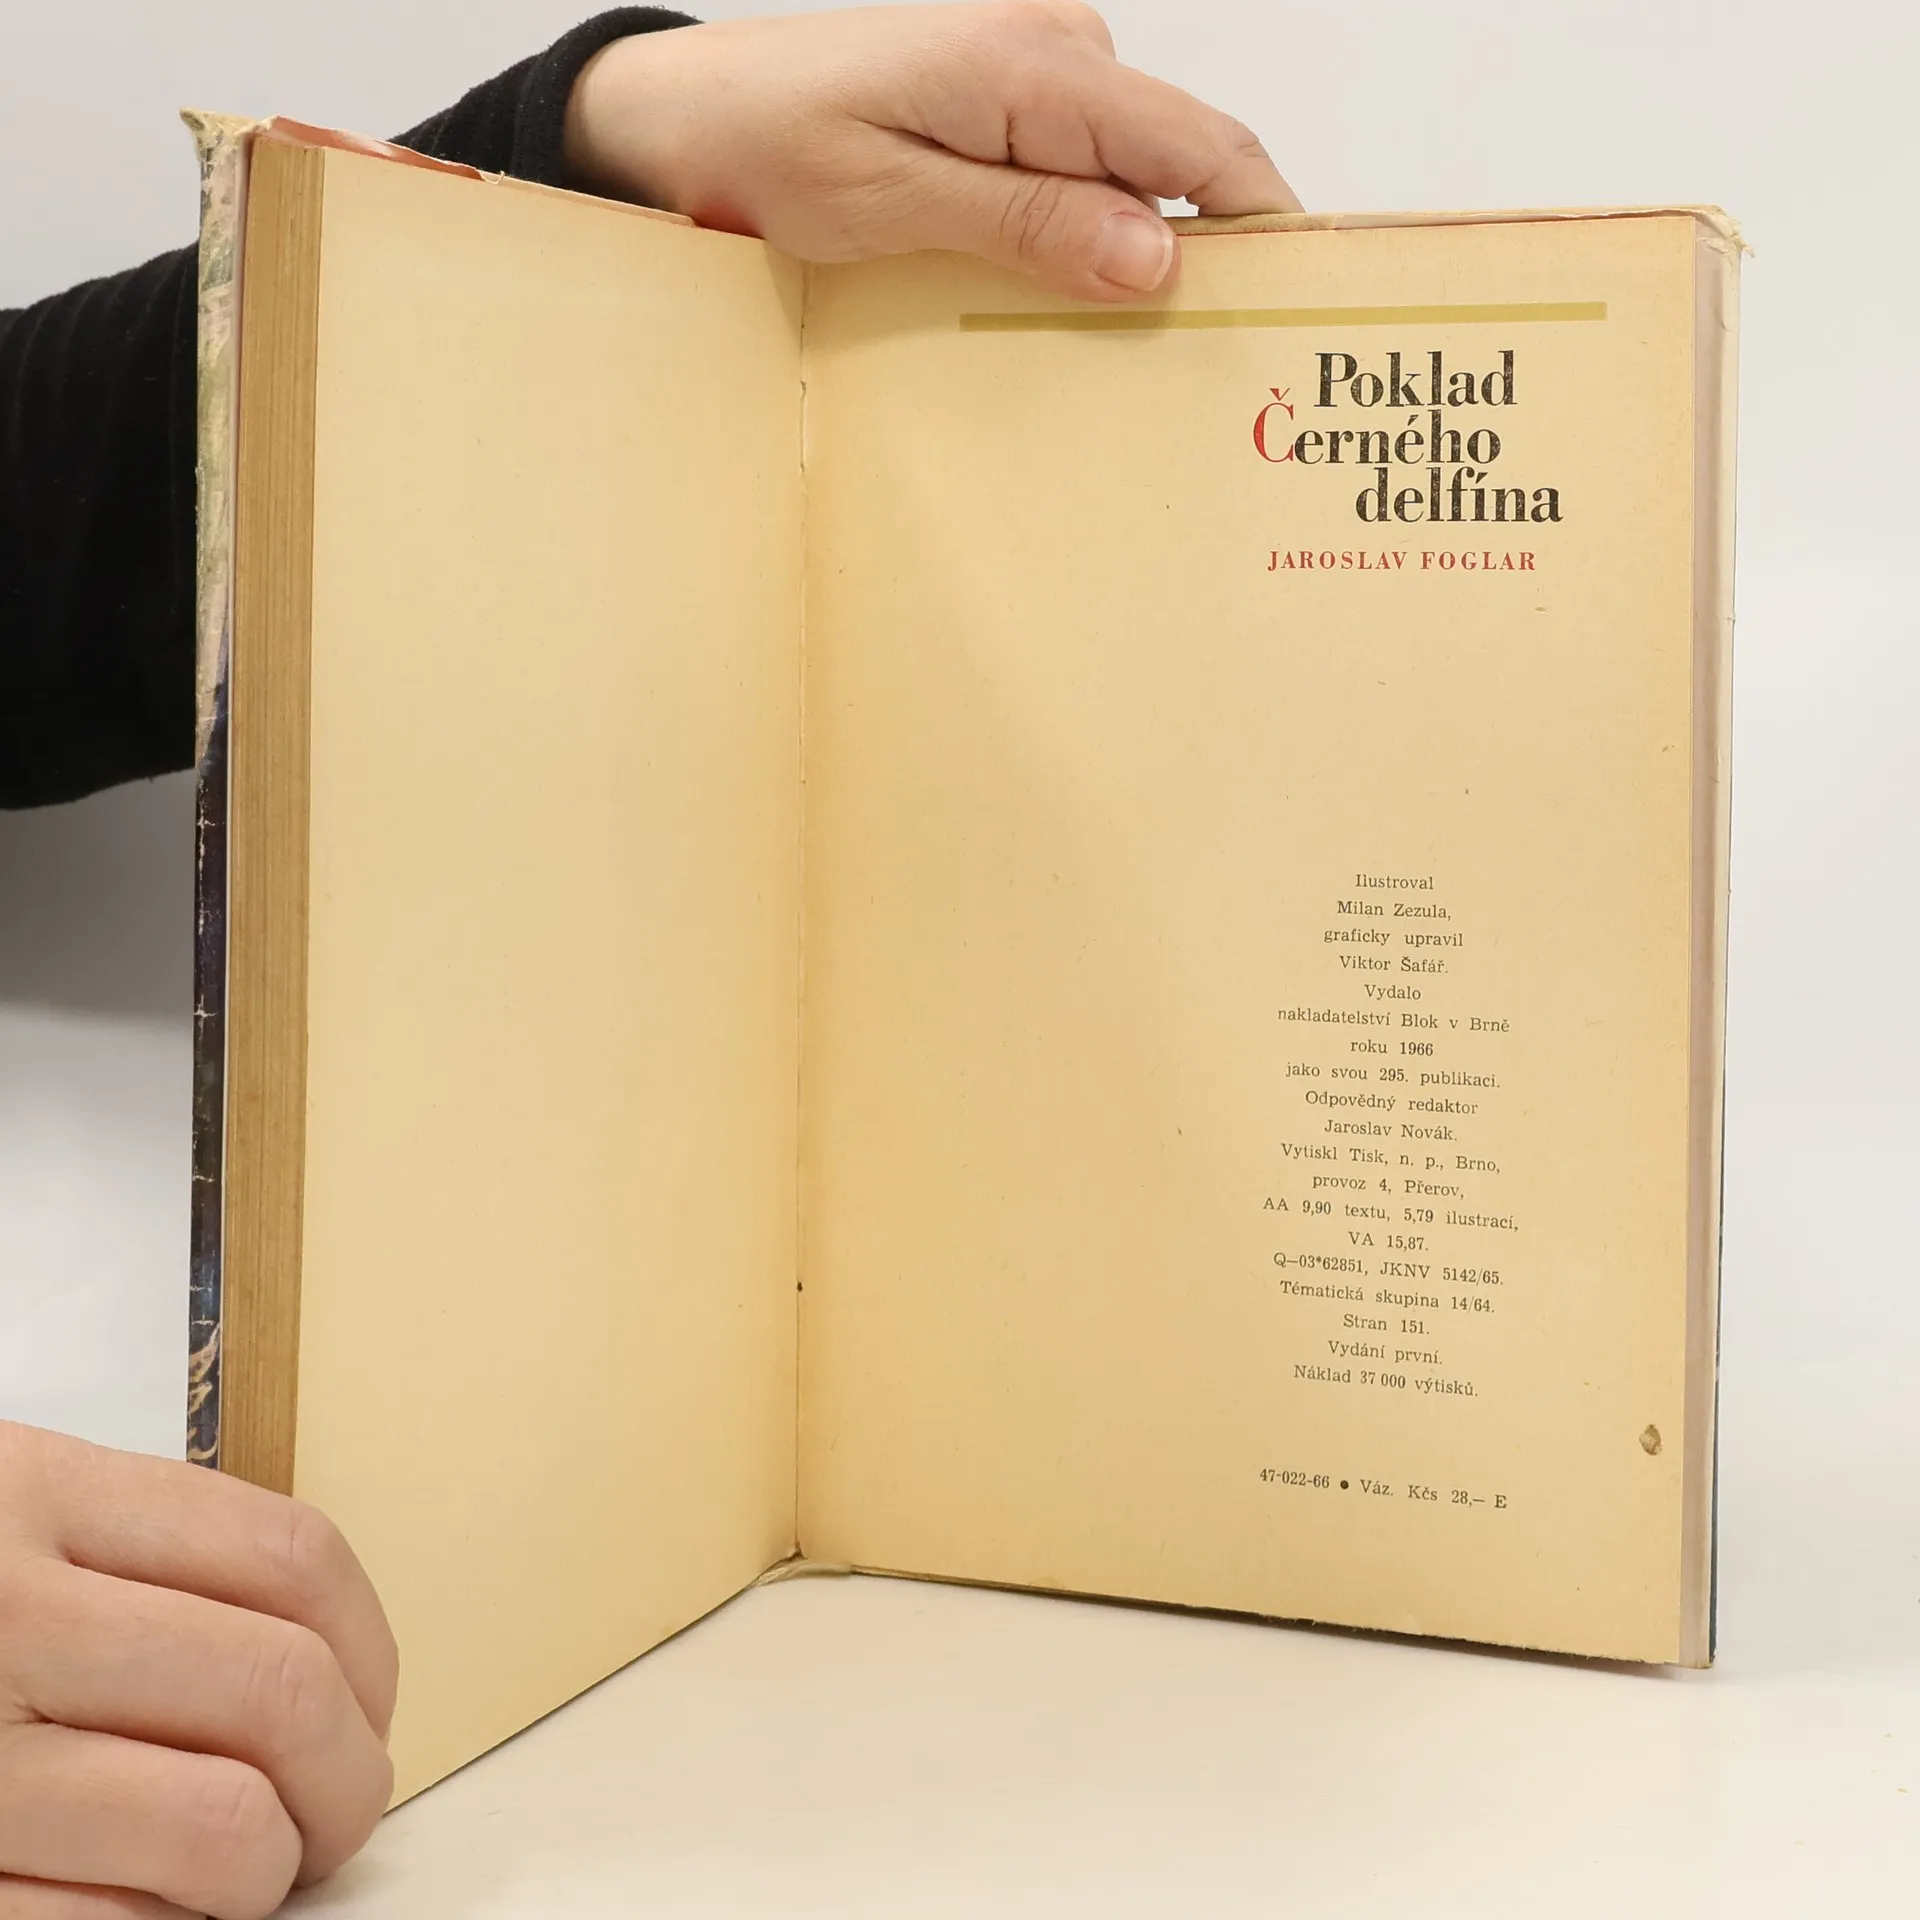 Poklad
Černého
delfína
JAROSLAV FOGLAR
Ilustroval
Milan Zezula,
graficky upravil
Viktor Šafář.
Vydalo
nakladatelství Blok v Brně
roku 1966
jako svou 295. publikaci.
Odpovědný redaktor
Jaroslav Novák.
Vytiskl Tisk, n. p., Brno,
provoz 4, Přerov,
AA 9,90 textu, 5,79 ilustrací,
VA 15,87.
Q—03*62851, JKNV 5142/65.
Tématická skupina 14/64.
Stran 151.
Vydání první.
Náklad 37 000 výtisků.
47-022-66 ● Váz. Kčs 28,— E